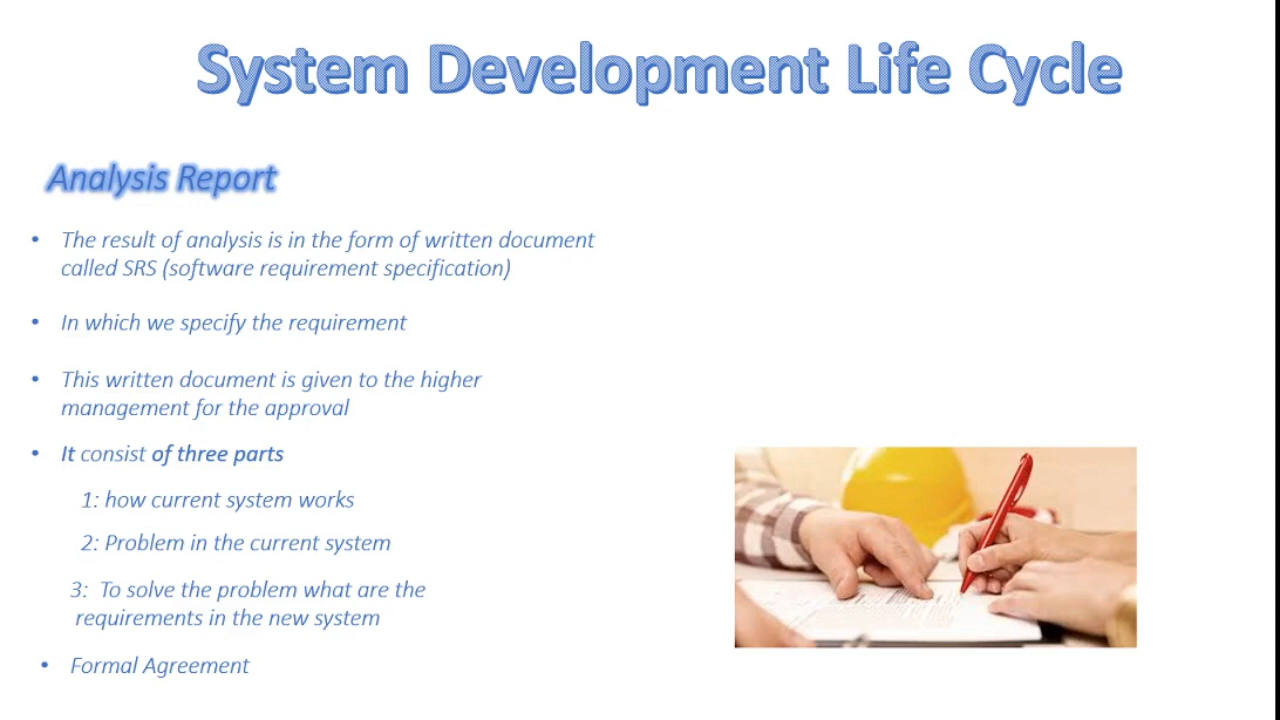 System Development Life Cycle
Analysis Report
• The result of analysis is in the form of written document
called SRS (software requirement specification)
• In which we specify the requirement
• This written document is given to the higher
management for the approval
• It consist of three parts
1: how current system works
2: Problem in the current system
3: To solve the problem what are the
requirements in the new system
• Formal Agreement